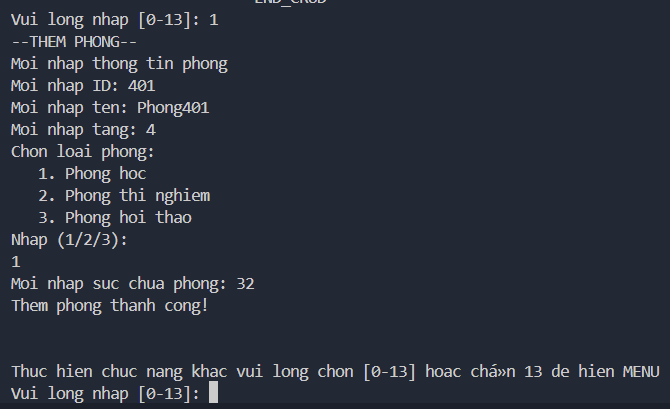 END_CRUD
Vui long nhap [0-13]: 1
--THEM PHONG--
Moi nhap thong tin phong
Moi nhap ID: 401
Moi nhap ten: Phong401
Moi nhap tang: 4
Chon loai phong:
1. Phong hoc
2. Phong thi nghiem
3. Phong hoi thao
Nhap (1/2/3):
1
Moi nhap suc chua phong: 32
Them phong thanh cong!
Thuc hien chuc nang khac vui long chon [0-13] hoac chá»n 13 de hien MENU
Vui long nhap [0-13]: